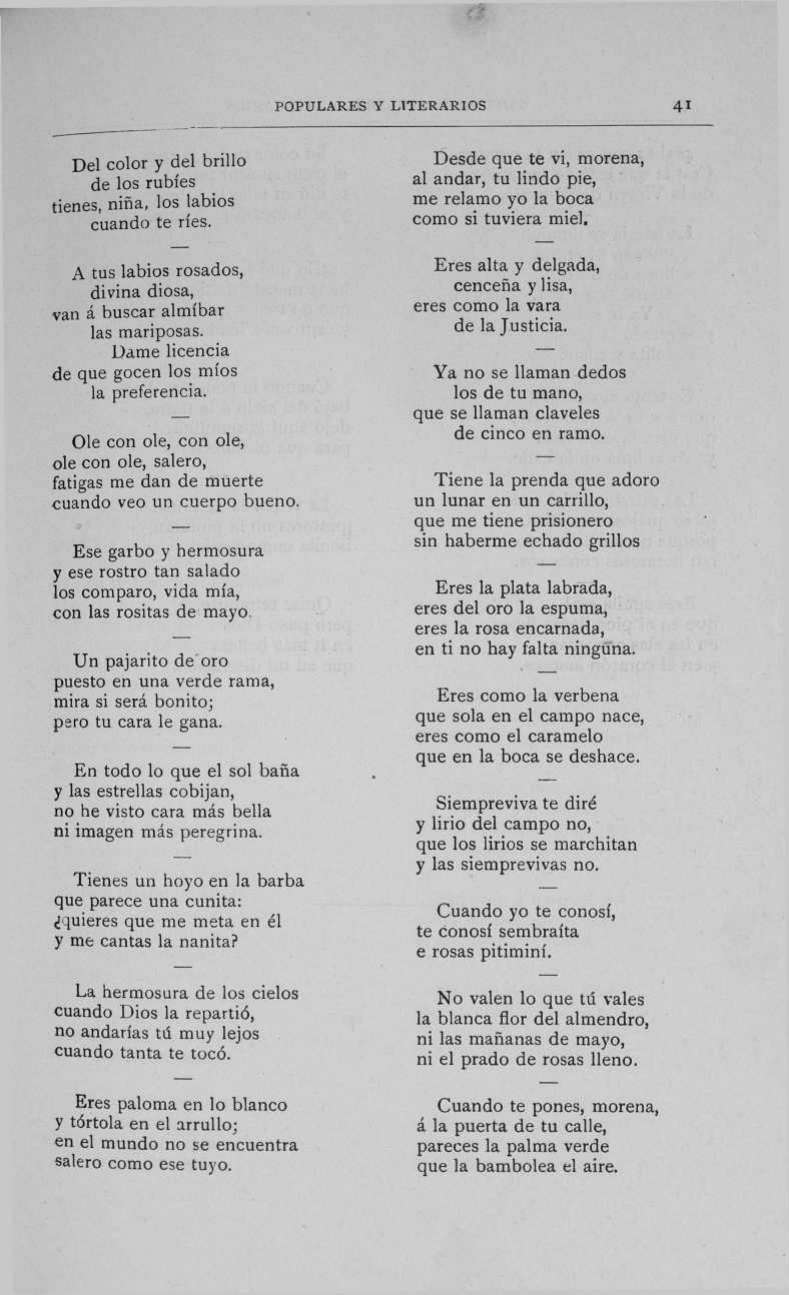 POPULARES Y LITERARIOS 41
Del color y del brillo
de los rubíes
tienes, niña, los labios
cuando te ríes.
A tus labios rosados,
divina diosa,
van á buscar almíbar
las mariposas.
Dame licencia
de que gocen los míos
la preferencia.
Ole con ole, con ole,
ole con ole, salero,
fatigas me dan de muerte
cuando veo un cuerpo bueno.
Ese garbo y hermosura
y ese rostro tan salado
los comparo, vida mía,
con las rositas de mayo.
Un pajarito de oro
puesto en una verde rama,
mira si será bonito;
pero tu cara le gana.
En todo lo que el sol baña
y las estrellas cobijan,
no he visto cara más bella
ni imagen más peregrina.
Tienes un hoyo en la barba
que parece una cunita:
¿quieres que me meta en él
y me cantas la nanita?
La hermosura de los cielos
cuando Dios la repartió,
no andarías tú muy lejos
cuando tanta te tocó.
Eres paloma en lo blanco
y tórtola en el arrullo;
en el mundo no se encuentra
salero como ese tuyo.
Desde que te vi, morena,
al andar, tu lindo pie,
me relamo yo la boca
como si tuviera miel.
Eres alta y delgada,
cenceña y lisa,
eres como la vara
de la Justicia.
Ya no se llaman dedos
los de tu mano,
que se llaman claveles
de cinco en ramo.
Tiene la prenda que adoro
un lunar en un carrillo,
que me tiene prisionero
sin haberme echado grillos
Eres la plata labrada,
eres del oro la espuma,
eres la rosa encarnada,
en ti no hay falta ninguna.
Eres como la verbena
que sola en el campo nace,
eres como el caramelo
que en la boca se deshace.
Siempreviva te diré
y lirio del campo no,
que los lirios se marchitan
y las siemprevivas no.
Cuando yo te conosí,
te conosí sembraíta
e rosas pitiminí.
No valen lo que tú vales
la blanca flor del almendro,
ni las mañanas de mayo,
ni el prado de rosas lleno.
Cuando te pones, morena,
á la puerta de tu calle,
pareces la palma verde
que la bambolea el aire.